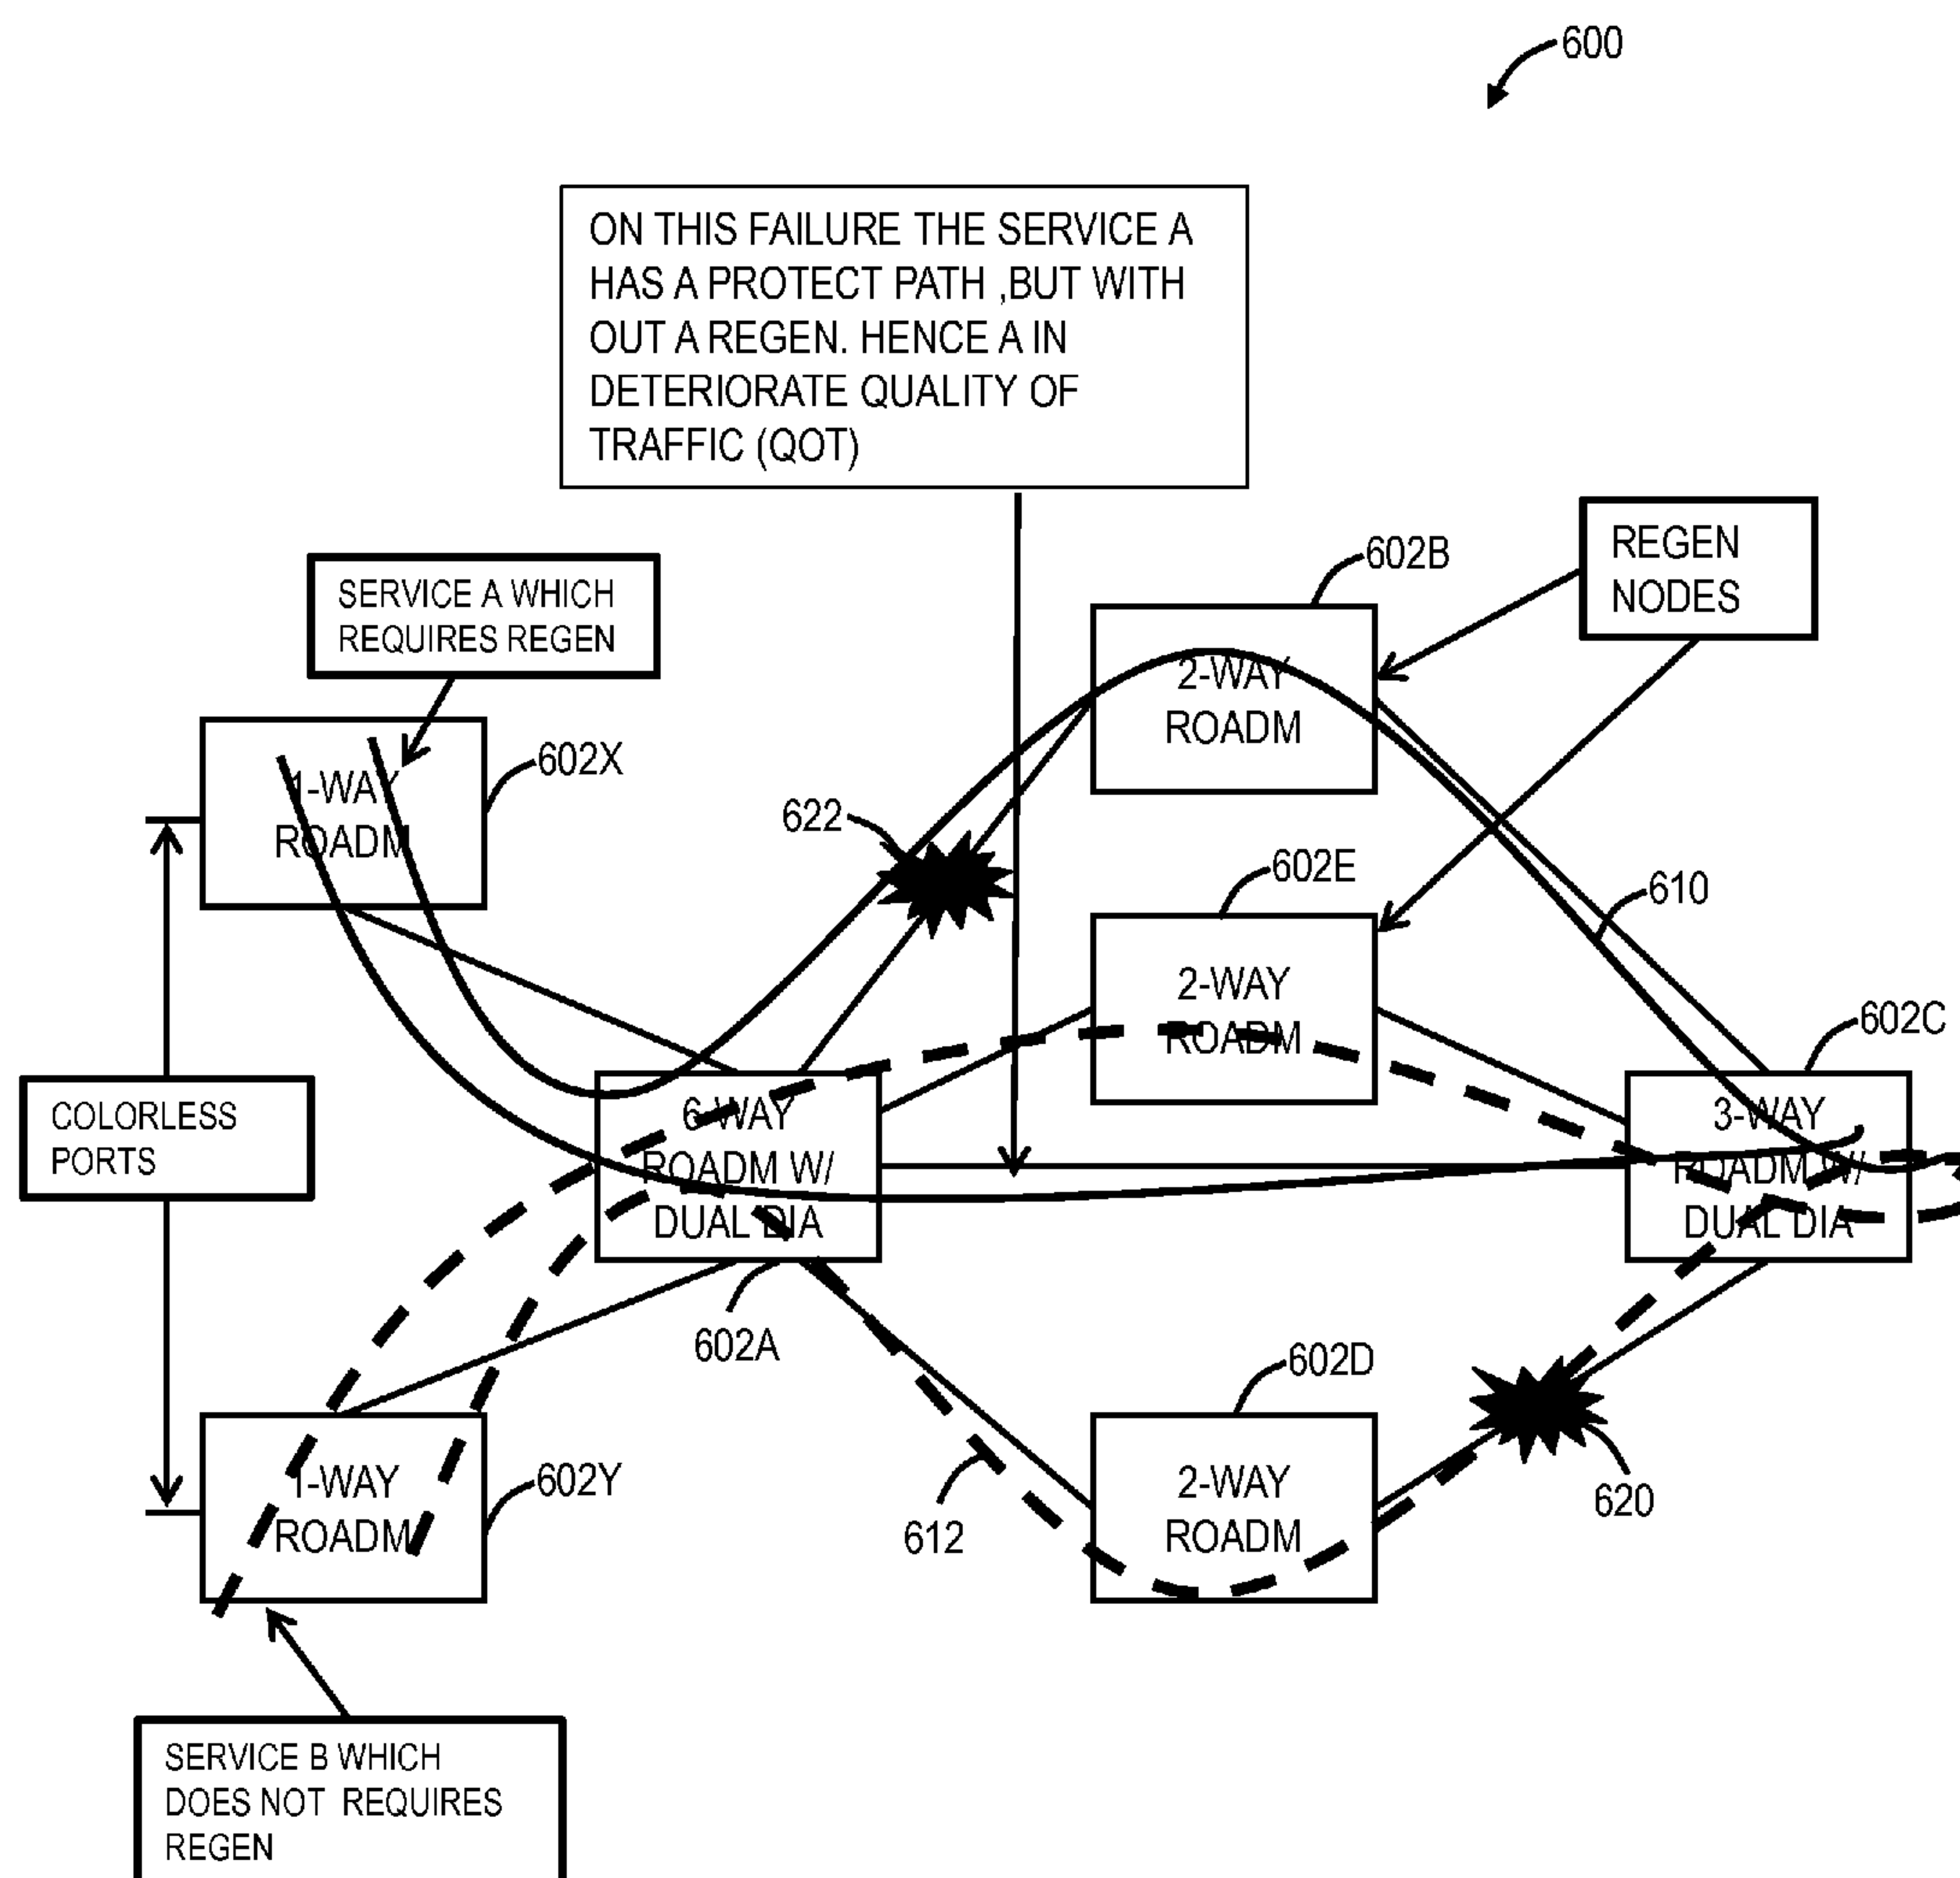 600
ON THIS FAILURE THE SERVICE A
HAS A PROTECT PATH ,BUT WITH
OUT A REGEN. HENCE A IN
DETERIORATE QUALITY OF
TRAFFIC (QOT)
REGEN
NODES
602B
SERVICE A WHICH
REQUIRES REGEN
2-WAY
ROADM
602X
1-WAY
ROADM
622
602E
610
2-WAY
ROADM
602C
COLORLESS
PORTS
6-WAY
ROADM W/
DUAL DIA
3-WAY
ROADM W/
DUAL DIA
602A
602D
1-WAY
ROADM
602Y
612
2-WAY
ROADM
620
SERVICE B WHICH
DOES NOT REQUIRES
REGEN